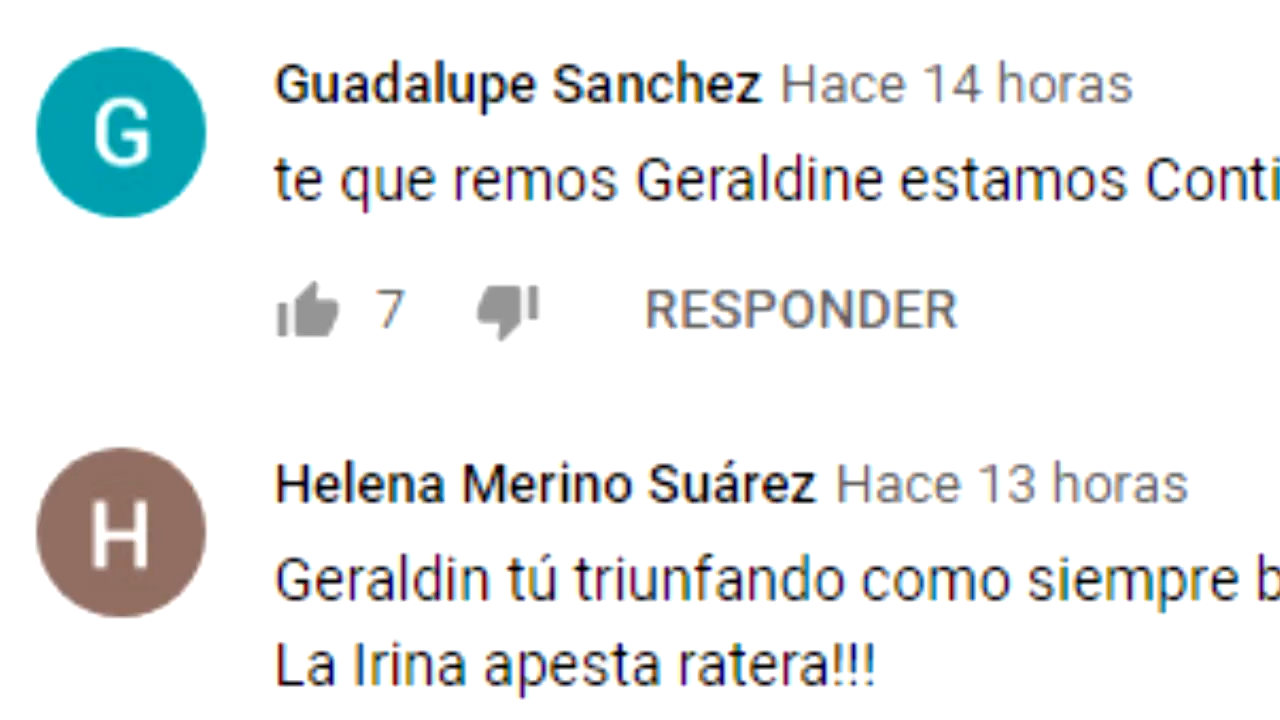 G
Guadalupe Sanchez Hace 14 horas
te que remos Geraldine estamos
7 RESPONDER
H
Helena Merino Suárez Hace 13 horas
Geraldin tú triunfando como siempre
La Irina apesta ratera!!!